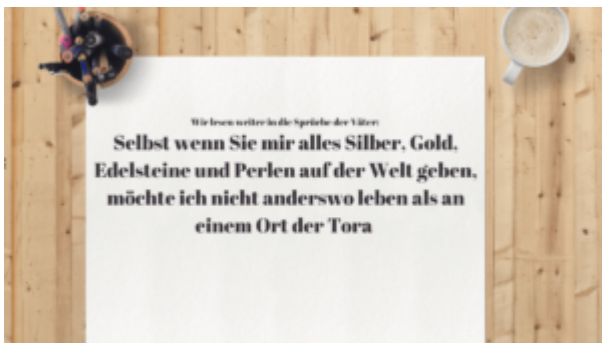 Wir lesen weiter in die Sprüche der Väter:
Selbst wenn Sie mir alles Silber, Gold,
Edelsteine und Perlen auf der Welt geben,
möchte ich nicht anderswo leben als an
einem Ort der Tora